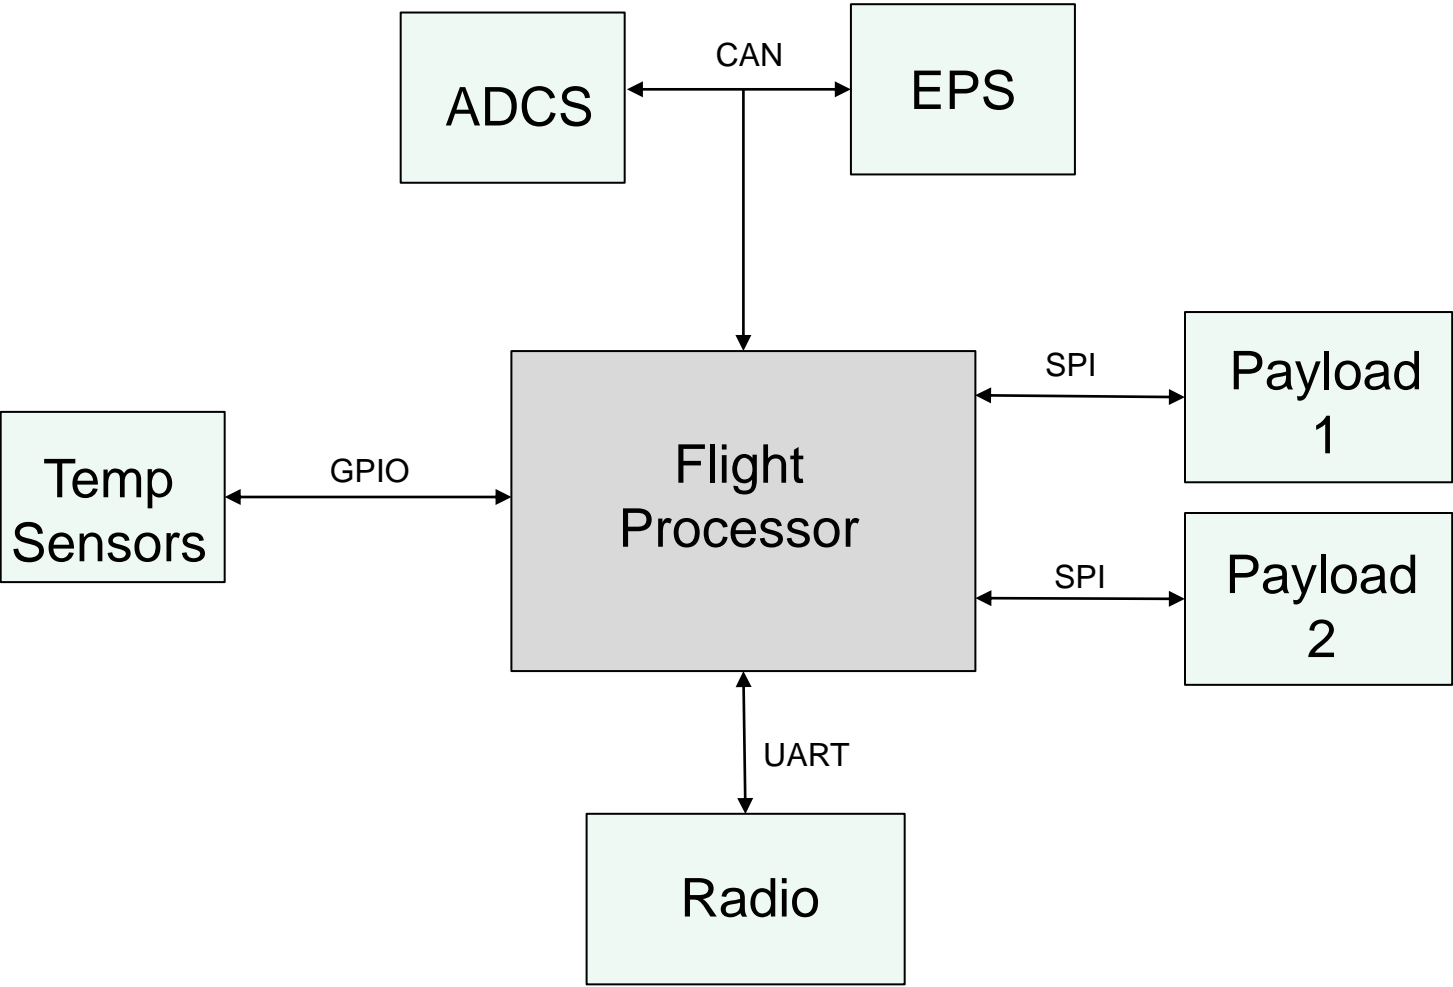 CAN
ADCS
EPS
SPI
Payload
1
Flight
Processor
GPIO
Temp
Sensors
SPI
Payload
2
UART
Radio